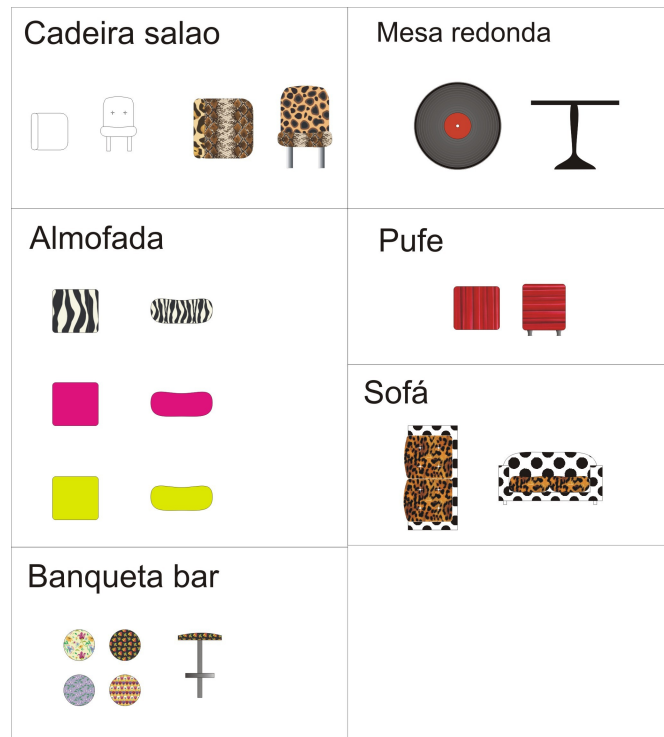 Cadeira salao
Mesa redonda
Almofada
Pufe
Sofá
Banqueta bar